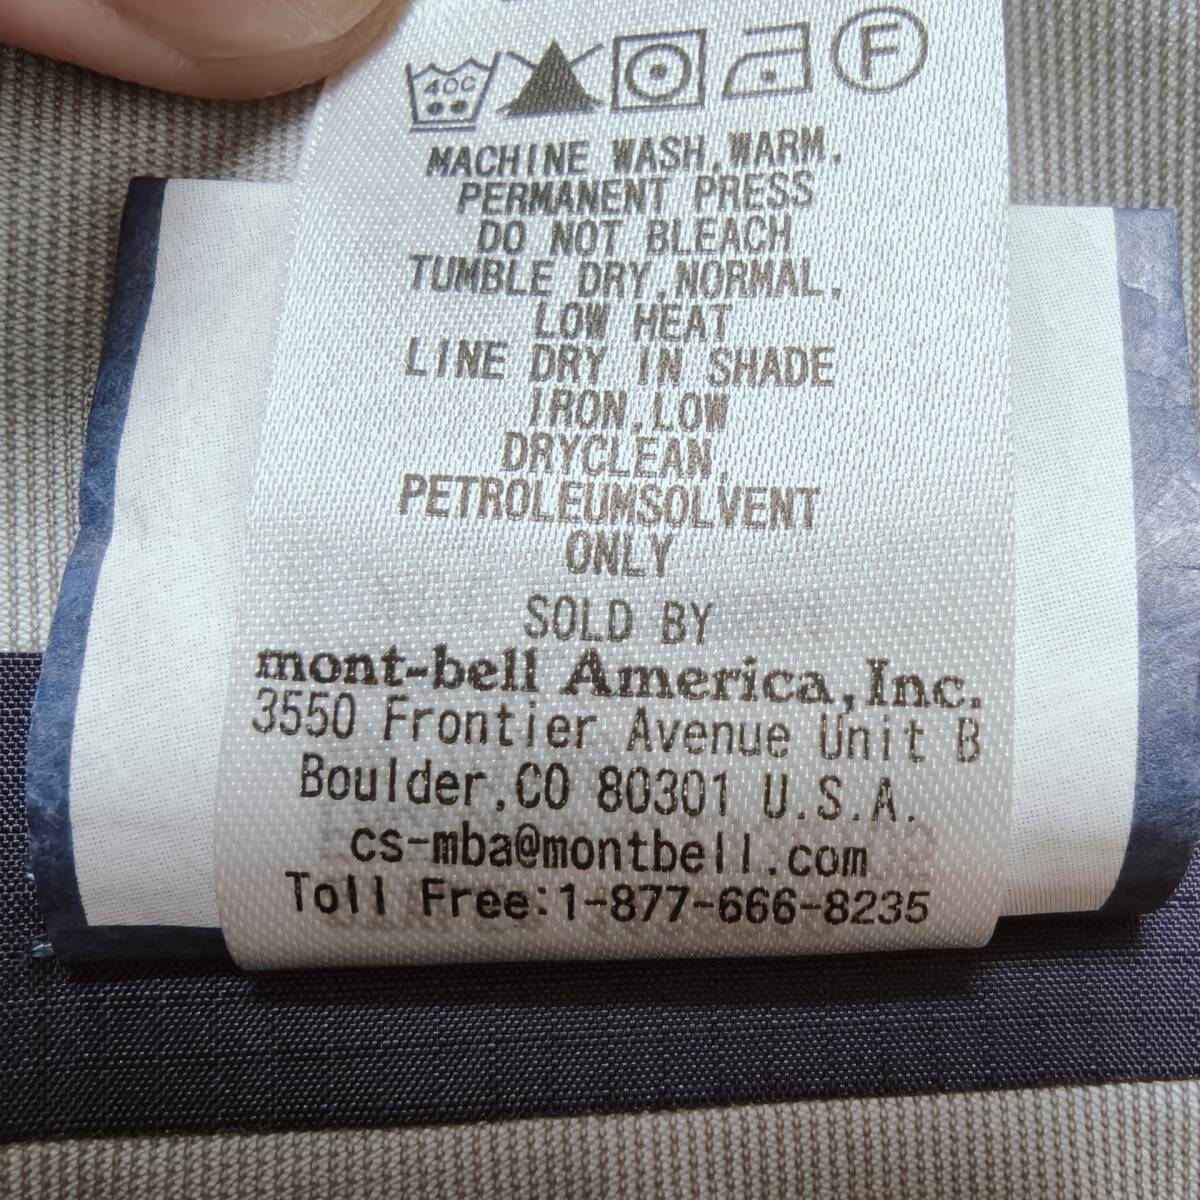 40C F
MACHINE WASH,WARM,
PERMANENT PRESS
DO NOT BLEACH
TUMBLE DRY,NORMAL,
LOW HEAT
LINE DRY IN SHADE
IRON,LOW
DRYCLEAN,
PETROLEUMSOLVENT
ONLY
SOLD BY
mont-bell America,Inc.
3550 Frontier Avenue Unit B
Boulder,CO 80301 U.S.A.
cs-mba@montbell.com
Toll Free:1-877-666-8235